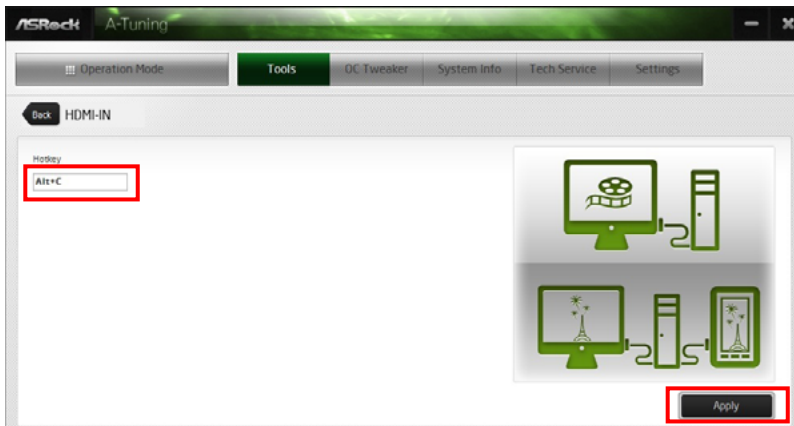 ASRock A-Tuning
Operation Mode Tools OC Tweaker System Info Tech Service Settings
Back HDMI-IN
Hotkey
Alt+C
Apply